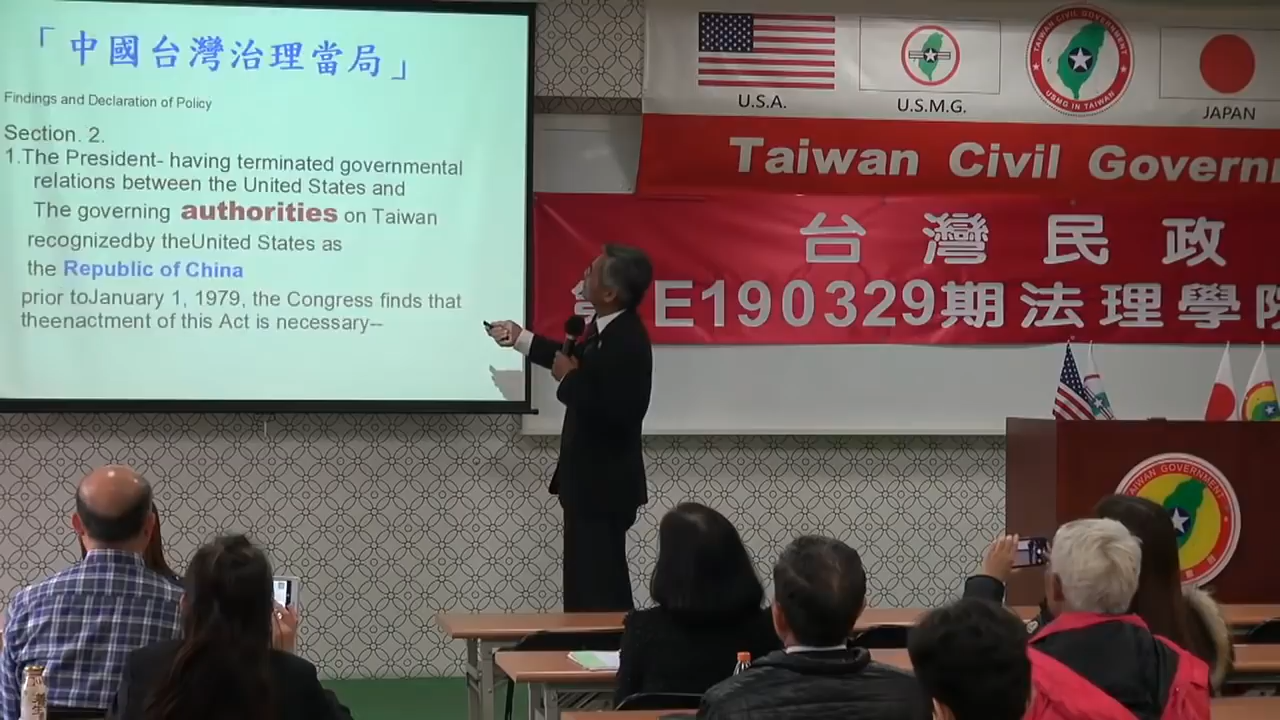 「中國台灣治理當局」
Findings and Declaration of Policy
Section. 2.
1.The President- having terminated governmental
relations between the United States and
The governing authorities on Taiwan
recognizedby theUnited States as
the Republic of China
prior toJanuary 1, 1979, the Congress finds that
theenactment of this Act is necessary--
U.S.A.
U.S.M.G.
TAIWAN CIVIL GOVERNMENT
USMG IN TAIWAN
JAPAN
Taiwan Civil Governm
台灣民政
E190329期法理學院
TAIWAN GOVERNMENT